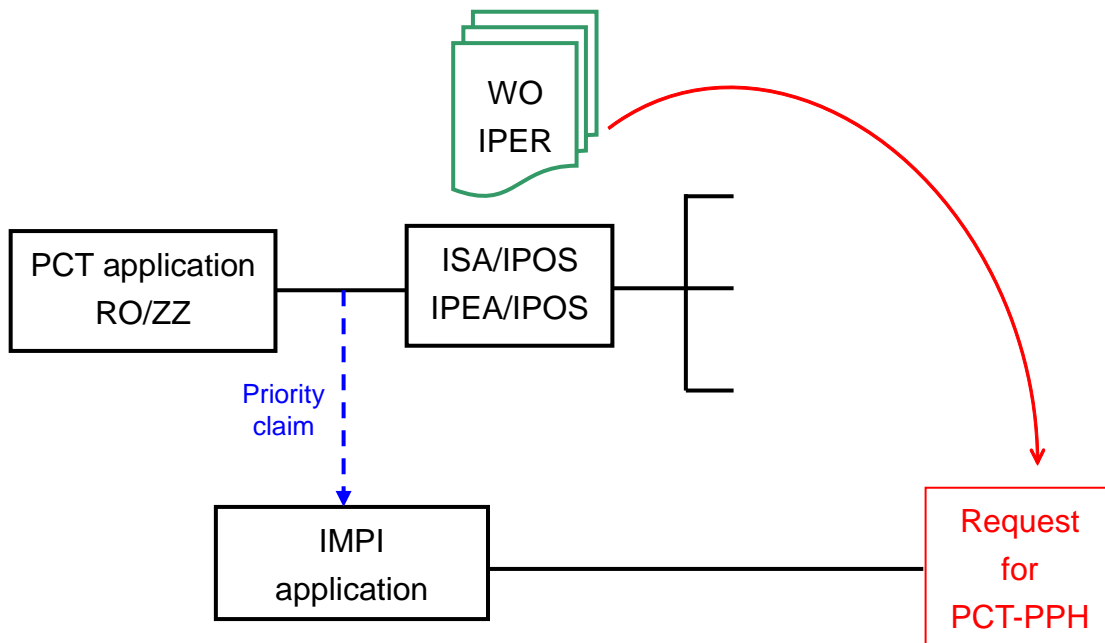 WO
IPER
PCT application
RO/ZZ
ISA/IPOS
IPEA/IPOS
Priority
claim
IMPI
application
Request
for
PCT-PPH